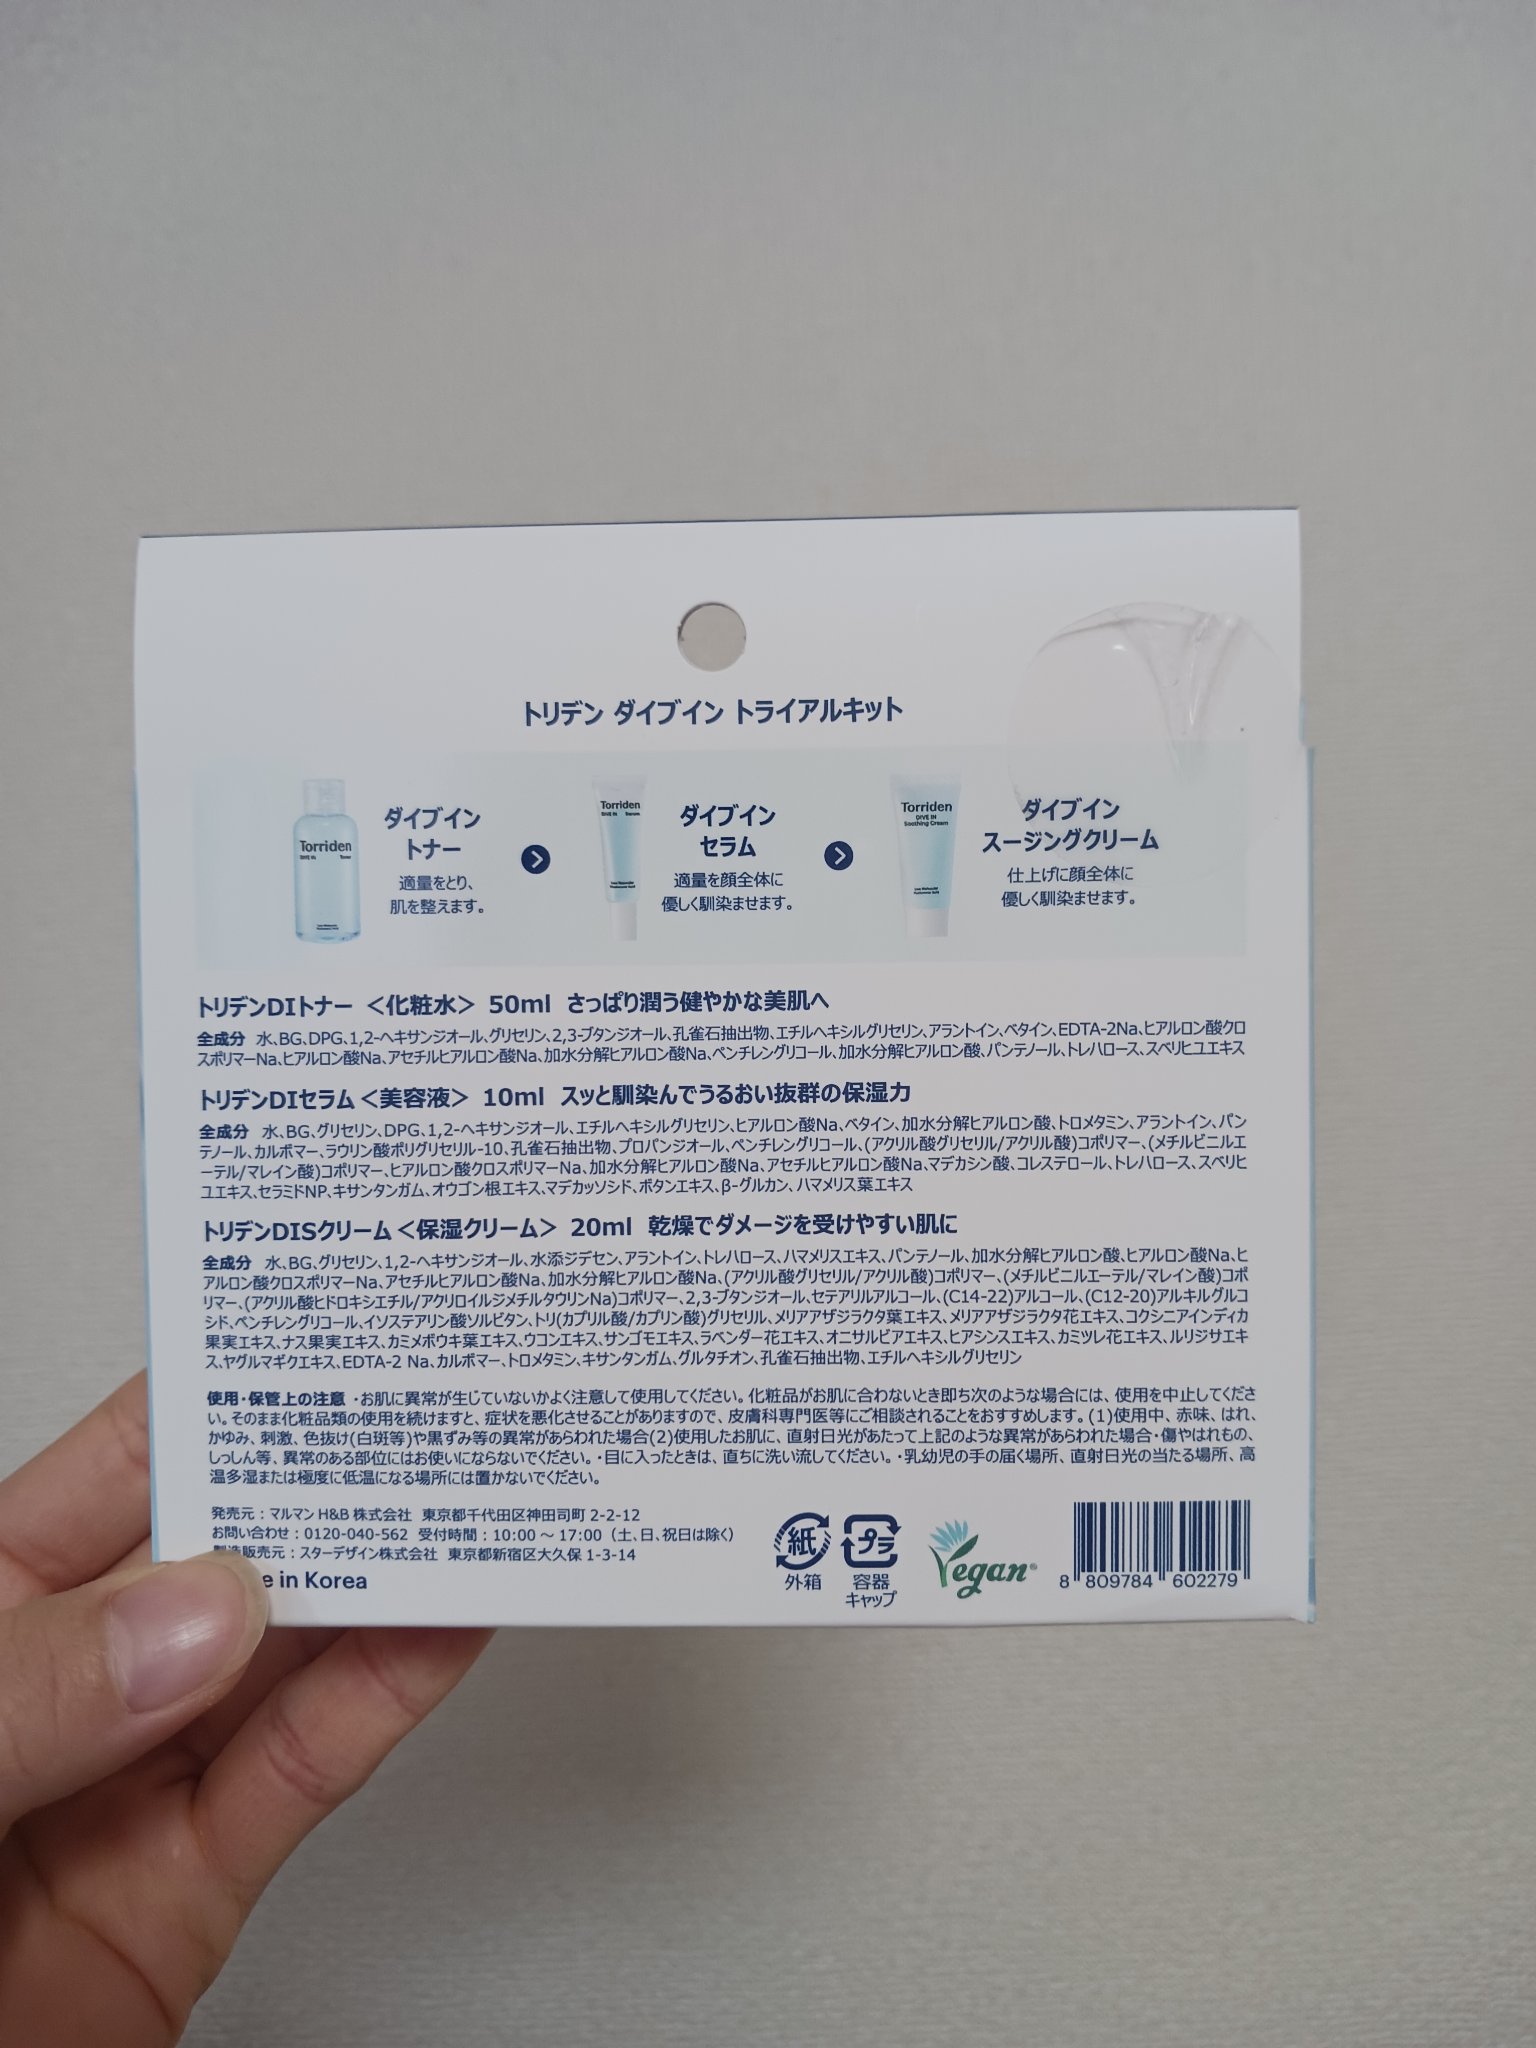 トリデン ダイブイン トライアルキット
Torriden
DIVE IN Toner
ダイブイン
トナー
適量をとり、
肌を整えます。
Torriden
DIVE IN Serum
ダイブイン
セラム
適量を顔全体に
優しく馴染ませます。
Torriden
DIVE IN
Soothing Cream
ダイブイン
スージングクリーム
仕上げに顔全体に
優しく馴染ませます。
トリデンDIトナー <化粧水> 50ml さっぱり潤う健やかな美肌へ
全成分 水、BG、DPG、1,2-ヘキサンジオール、グリセリン、2,3-ブタンジオール、孔雀石抽出物、エチルヘキシルグリセリン、アラントイン、ベタイン、EDTA-2Na、ヒアルロン酸クロ
スポリマーNa、ヒアルロン酸Na、アセチルヒアルロン酸Na、加水分解ヒアルロン酸Na、ペンチレングリコール、加水分解ヒアルロン酸、パンテノール、トレハロース、スベリヒユエキス
トリデンDIセラム <美容液> 10ml スッと馴染んでうるおい抜群の保湿力
全成分 水、BG、グリセリン、DPG、1,2-ヘキサンジオール、エチルヘキシルグリセリン、ヒアルロン酸Na、ベタイン、加水分解ヒアルロン酸、トロメタミン、アラントイン、パン
テノール、カルボマー、ラウリン酸ポリグリセリル-10、孔雀石抽出物、プロパンジオール、ペンチレングリコール、(アクリル酸グリセリル/アクリル酸)コポリマー、(メチルビニルエ
ーテル/マレイン酸)コポリマー、ヒアルロン酸クロスポリマーNa、加水分解ヒアルロン酸Na、アセチルヒアルロン酸Na、マデカシン酸、コレステロール、トレハロース、スベリヒ
ユエキス、セラミドNP、キサンタンガム、オウゴン根エキス、マデカッソシド、ボタンエキス、β-グルカン、ハマメリス葉エキス
トリデンDISクリーム <保湿クリーム> 20ml 乾燥でダメージを受けやすい肌に
全成分 水、BG、グリセリン、1,2-ヘキサンジオール、水添ジデセン、アラントイン、トレハロース、ハマメリスエキス、パンテノール、加水分解ヒアルロン酸、ヒアルロン酸Na、ヒ
アルロン酸クロスポリマーNa、アセチルヒアルロン酸Na、加水分解ヒアルロン酸Na、(アクリル酸グリセリル/アクリル酸)コポリマー、(メチルビニルエーテル/マレイン酸)コポ
リマー、(アクリル酸ヒドロキシエチル/アクリロイルジメチルタウリンNa)コポリマー、2,3-ブタンジオール、セテアリルアルコール、(C14-22)アルコール、(C12-20)アルキルグルコ
シド、ペンチレングリコール、イソステアリン酸ソルビタン、トリ(カプリル酸/カプリン酸)グリセリル、メリアアザジラクタ葉エキス、メリアアザジラクタ花エキス、コクシニアインディカ
果実エキス、ナス果実エキス、カミメボウキ葉エキス、ウコンエキス、サンゴモエキス、ラベンダー花エキス、オニサルビアエキス、ヒアシンスエキス、カミツレ花エキス、ルリジサエキ
ス、ヤグルマギクエキス、EDTA-2 Na、カルボマー、トロメタミン、キサンタンガム、グルタチオン、孔雀石抽出物、エチルヘキシルグリセリン
使用・保管上の注意 ・お肌に異常が生じていないかよく注意して使用してください。化粧品がお肌に合わないとき即ち次のような場合には、使用を中止してくださ
い。そのまま化粧品類の使用を続けますと、症状を悪化させることがありますので、皮膚科専門医等にご相談されることをおすすめします。(1)使用中、赤味、はれ、
かゆみ、刺激、色抜け(白斑等)や黒ずみ等の異常があらわれた場合(2)使用したお肌に、直射日光があたって上記のような異常があらわれた場合・傷やはれもの、
しっしん等、異常のある部位にはお使いにならないでください。・目に入ったときは、直ちに洗い流してください。・乳幼児の手の届く場所、直射日光の当たる場所、高
温多湿または極度に低温になる場所には置かないでください。
発売元：マルマンH&B株式会社 東京都千代田区神田司町 2-2-12
お問い合わせ：0120-040-562 受付時間：10:00～17:00（土、日、祝日は除く）
製造販売元：スターデザイン株式会社 東京都新宿区大久保 1-3-14
e in Korea
紙
外箱
プラ
容器
キャップ
Vegan®
8 809784 602279